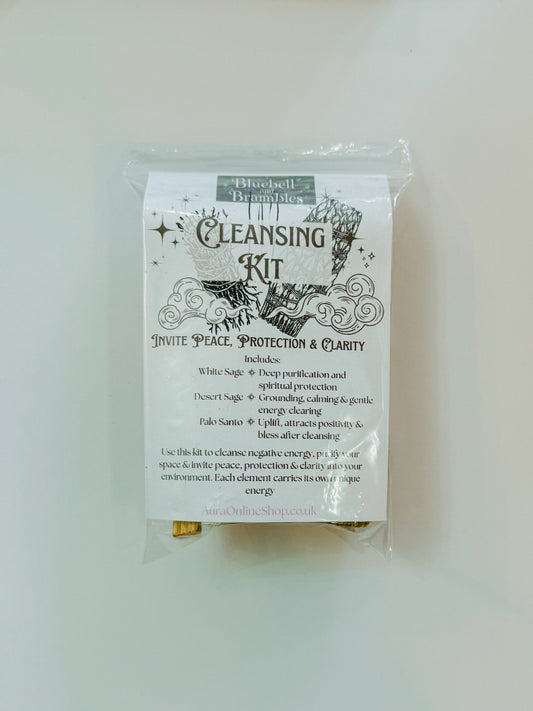 Bluebell
and
Brambles
CLEANSING
KIT
INVITE PEACE, PROTECTION & CLARITY
Includes:
White Sage Deep purification and
spiritual protection
Desert Sage Grounding, calming & gentle
energy clearing
Palo Santo Uplift, attracts positivity &
bless after cleansing
Use this kit to cleanse negative energy, purify your
space & invite peace, protection & clarity into your
environment. Each element carries its own unique
energy
AuraOnlineShop.co.uk